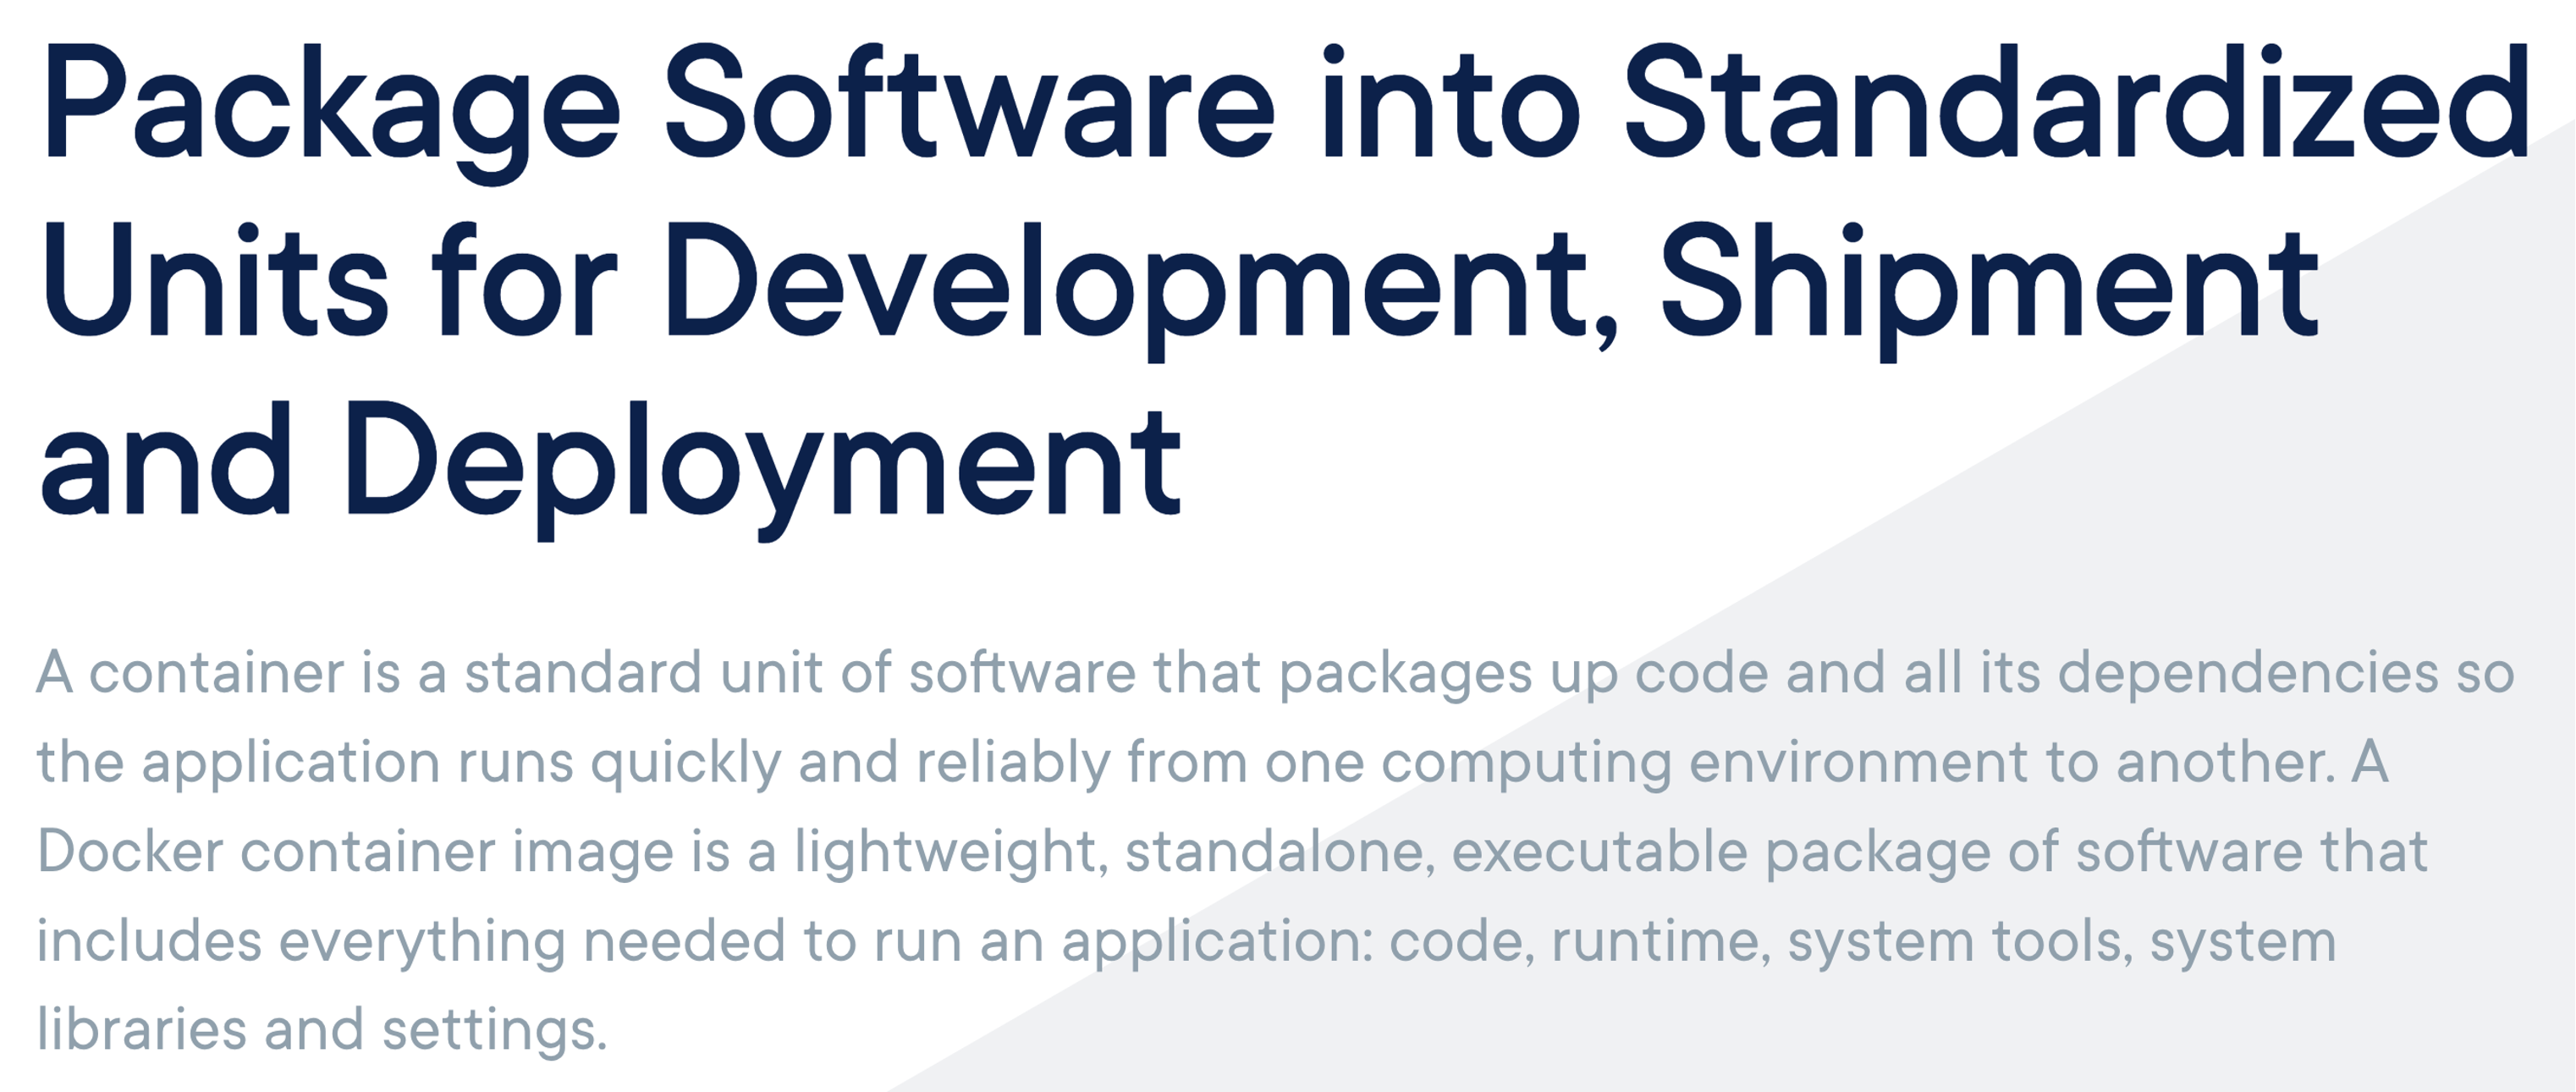 Package Software into Standardized
Units for Development, Shipment
and Deployment
A container is a standard unit of software that packages up code and all its dependencies so
the application runs quickly and reliably from one computing environment to another. A
Docker container image is a lightweight, standalone, executable package of software that
includes everything needed to run an application: code, runtime, system tools, system
libraries and settings.